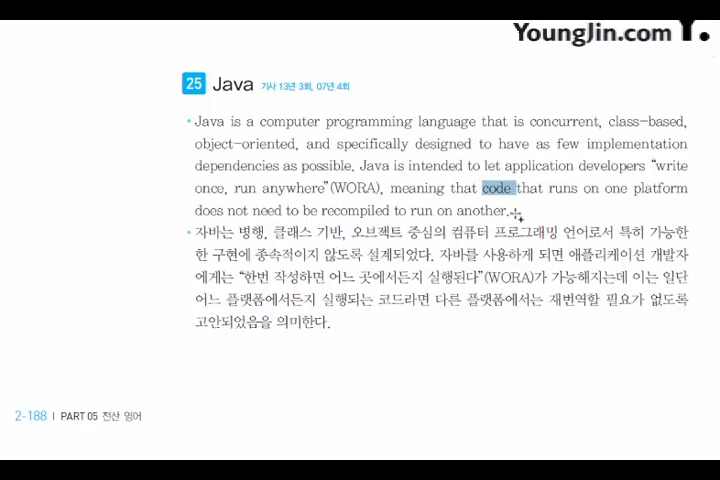 YoungJin.com Y.
25 Java 기사 13년 3회, 07년 4회
• Java is a computer programming language that is concurrent, class-based,
object-oriented, and specifically designed to have as few implementation
dependencies as possible. Java is intended to let application developers “write
once, run anywhere”(WORA), meaning that code that runs on one platform
does not need to be recompiled to run on another.
• 자바는 병행, 클래스 기반, 오브젝트 중심의 컴퓨터 프로그래밍 언어로서 특히 가능한
한 구현에 종속적이지 않도록 설계되었다. 자바를 사용하게 되면 애플리케이션 개발자
에게는 “한번 작성하면 어느 곳에서든지 실행된다”(WORA)가 가능해지는데 이는 일단
어느 플랫폼에서든지 실행되는 코드라면 다른 플랫폼에서는 재번역할 필요가 없도록
고안되었음을 의미한다.
2-188 | PART 05 전산 영어